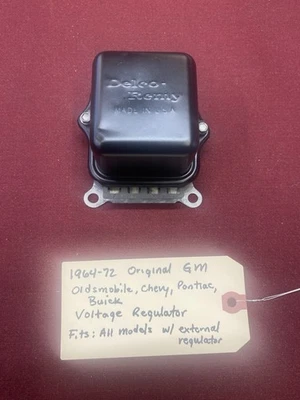 Delco-
Remy
MADE IN U.S.A
1964-72 Original GM
Oldsmobile, Chevy, Pontiac,
Buick
Voltage Regulator
Fits: All models w/ external
regulator